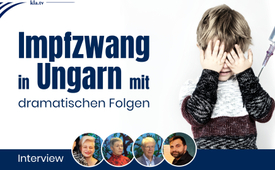 kla.tv
Impfzwang
in Ungarn mit
dramatischen Folgen
Interview